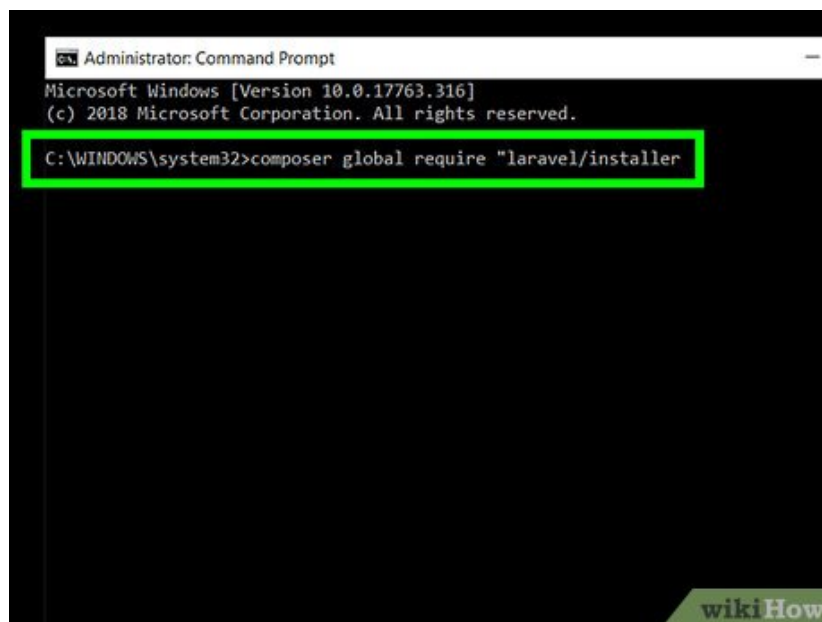 Administrator: Command Prompt
Microsoft Windows [Version 10.0.17763.316]
(c) 2018 Microsoft Corporation. All rights reserved.
C:\WINDOWS\system32>composer global require "laravel/installer
wikiHow